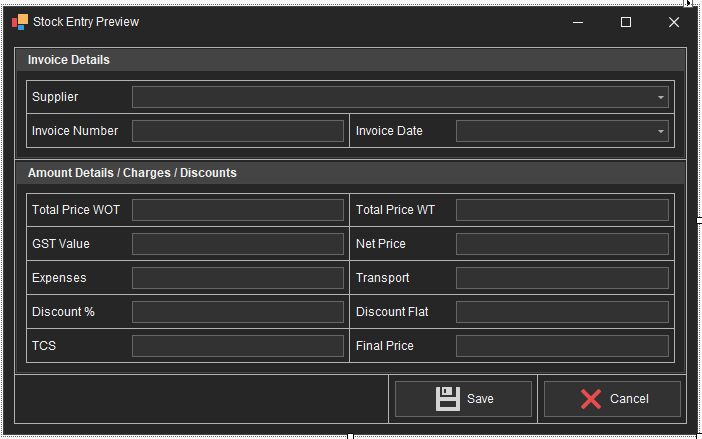 Stock Entry Preview
Invoice Details
Supplier
Invoice Number Invoice Date
Amount Details / Charges / Discounts
Total Price WOT Total Price WT
GST Value Net Price
Expenses Transport
Discount % Discount Flat
TCS Final Price
Save Cancel